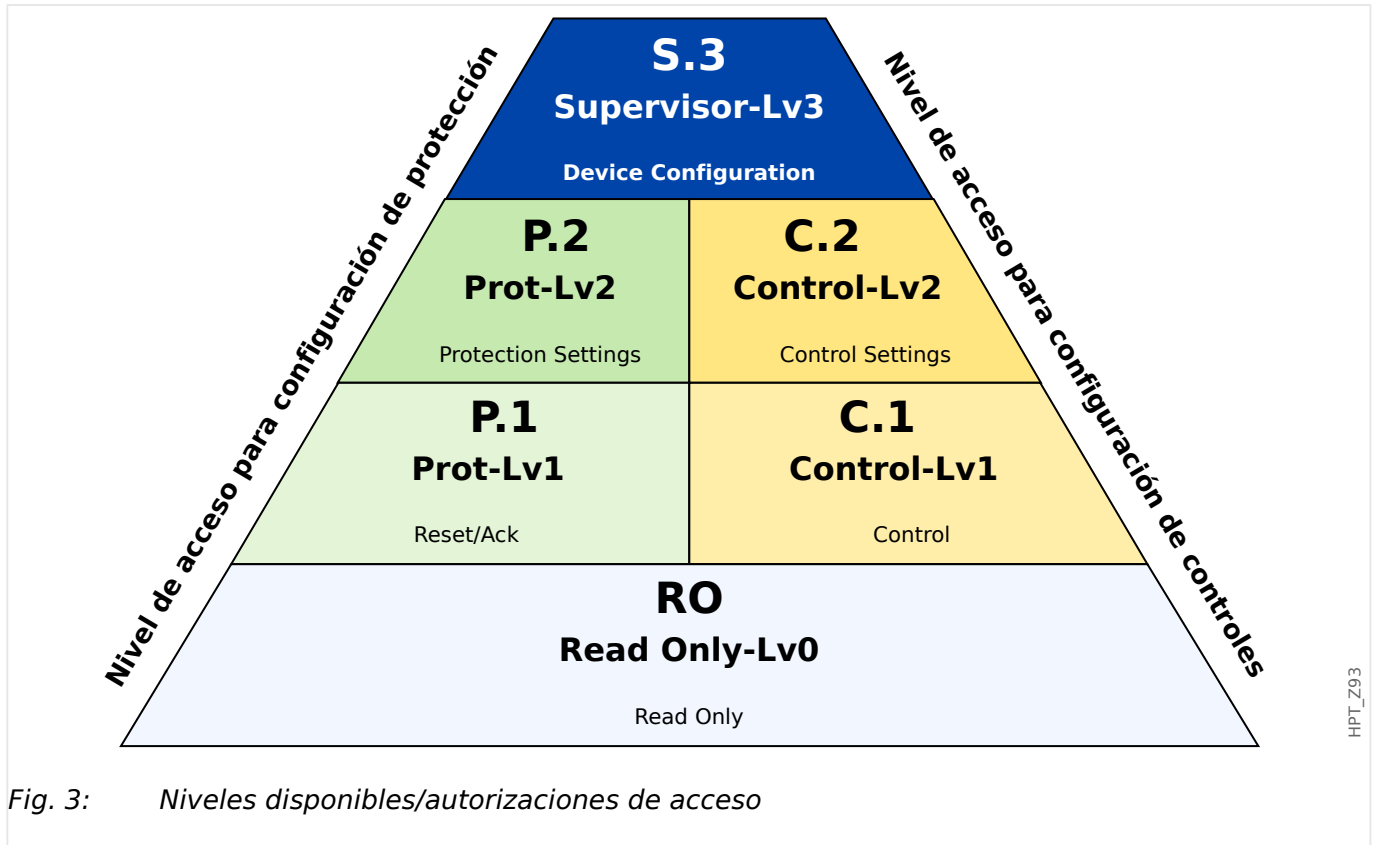 Nivel de acceso para configuración de protección
Nivel de acceso para configuración de controles
S.3
Supervisor-Lv3
Device Configuration
P.2
Prot-Lv2
Protection Settings
C.2
Control-Lv2
Control Settings
P.1
Prot-Lv1
Reset/Ack
C.1
Control-Lv1
Control
RO
Read Only-Lv0
Read Only
HPT_Z93
Fig. 3: Niveles disponibles/autorizaciones de acceso